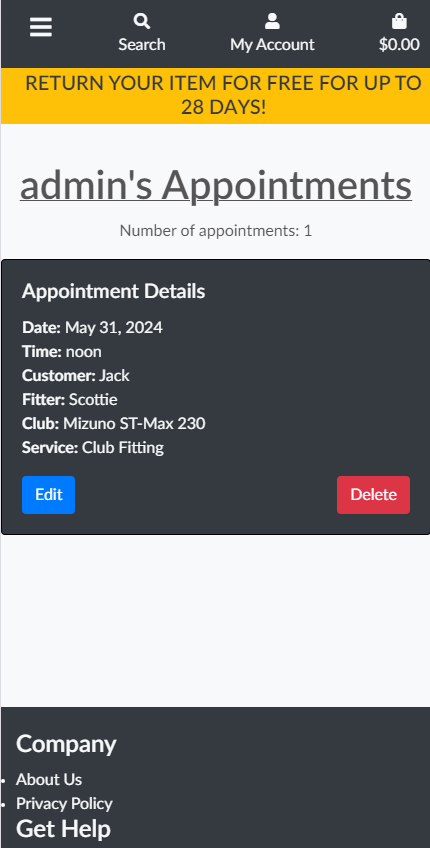 Search
My Account
$0.00
RETURN YOUR ITEM FOR FREE FOR UP TO
28 DAYS!
admin's Appointments
Number of appointments: 1
Appointment Details
Date: May 31, 2024
Time: noon
Customer: Jack
Fitter: Scottie
Club: Mizuno ST-Max 230
Service: Club Fitting
Edit
Delete
Company
About Us
Privacy Policy
Get Help